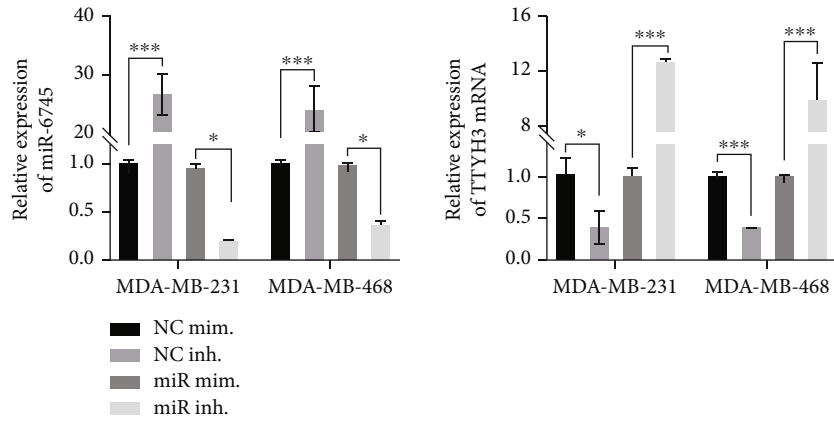 Relative expression
of miR-6745
40
30
20
1.0
0.5
0.0
***
*
***
*
MDA-MB-231
MDA-MB-468
Relative expression
of TTYH3 mRNA
16
12
8
1.0
0.5
0.0
*
***
***
***
MDA-MB-231
MDA-MB-468
NC mim.
NC inh.
miR mim.
miR inh.